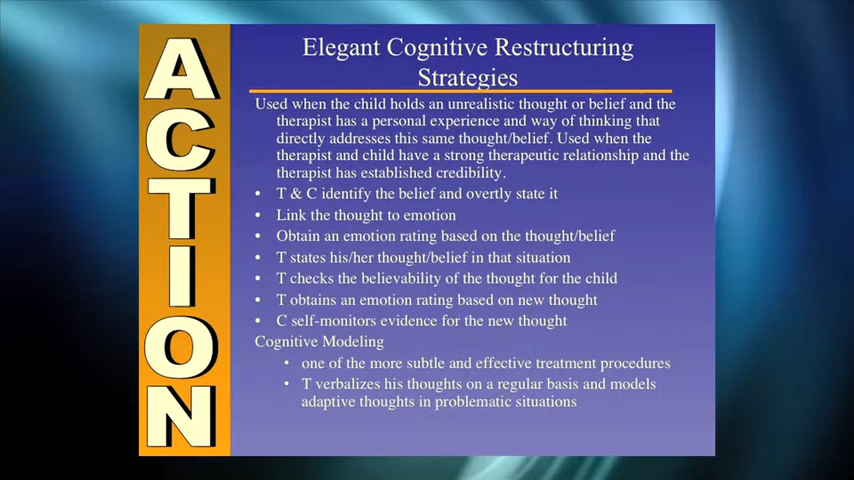 ACTION
Elegant Cognitive Restructuring
Strategies
Used when the child holds an unrealistic thought or belief and the
therapist has a personal experience and way of thinking that
directly addresses this same thought/belief. Used when the
therapist and child have a strong therapeutic relationship and the
therapist has established credibility.
• T & C identify the belief and overtly state it
• Link the thought to emotion
• Obtain an emotion rating based on the thought/belief
• T states his/her thought/belief in that situation
• T checks the believability of the thought for the child
• T obtains an emotion rating based on new thought
• C self-monitors evidence for the new thought
Cognitive Modeling
• one of the more subtle and effective treatment procedures
• T verbalizes his thoughts on a regular basis and models
adaptive thoughts in problematic situations